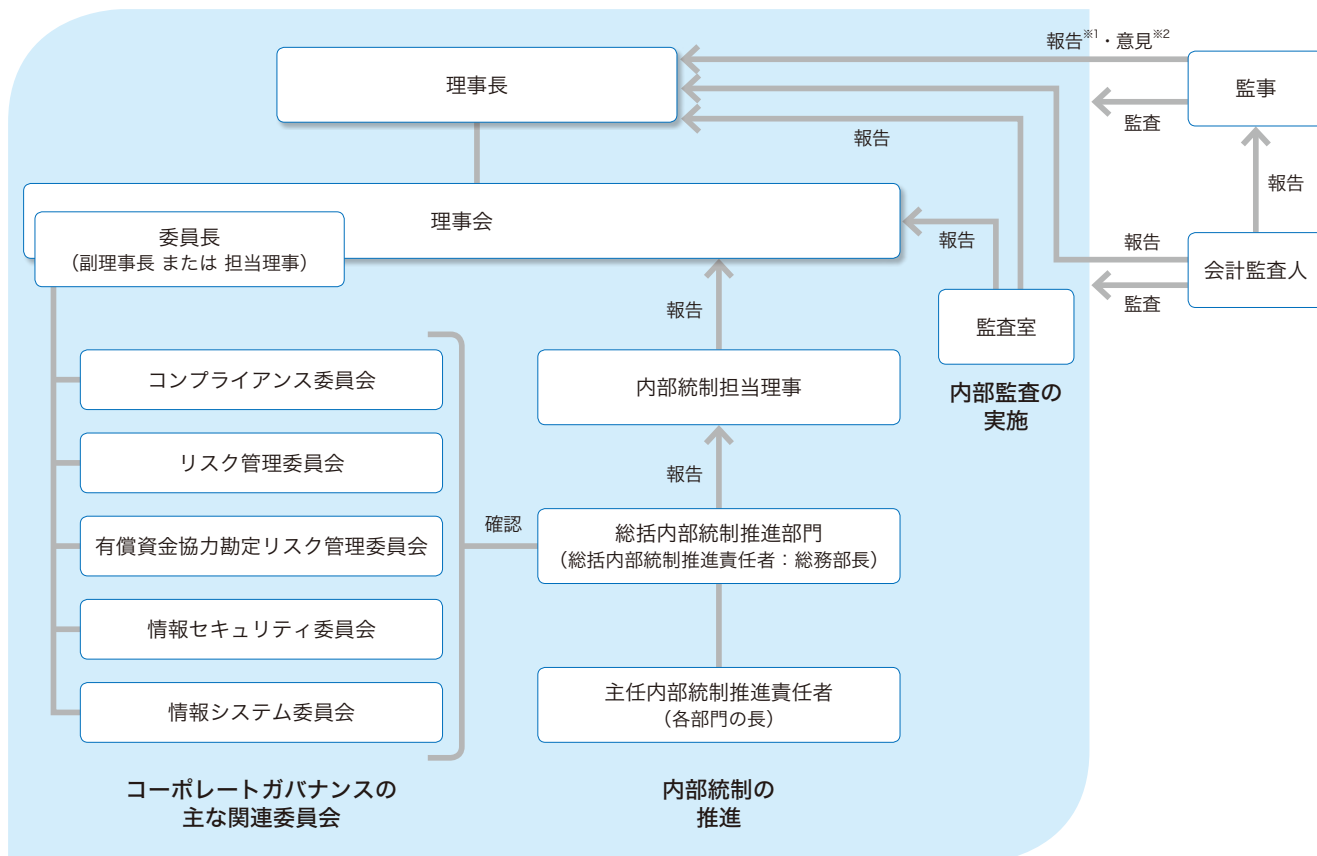 報告※1・意見※2
理事長
監事
監査
報告
報告
理事会
委員長
(副理事長 または 担当理事)
報告
報告
会計監査人
監査
報告
監査室
コンプライアンス委員会
内部統制担当理事
内部監査の
実施
リスク管理委員会
報告
確認
有償資金協力勘定リスク管理委員会
総括内部統制推進部門
(総括内部統制推進責任者:総務部長)
情報セキュリティ委員会
主任内部統制推進責任者
(各部門の長)
情報システム委員会
コーポレートガバナンスの
主な関連委員会
内部統制の
推進